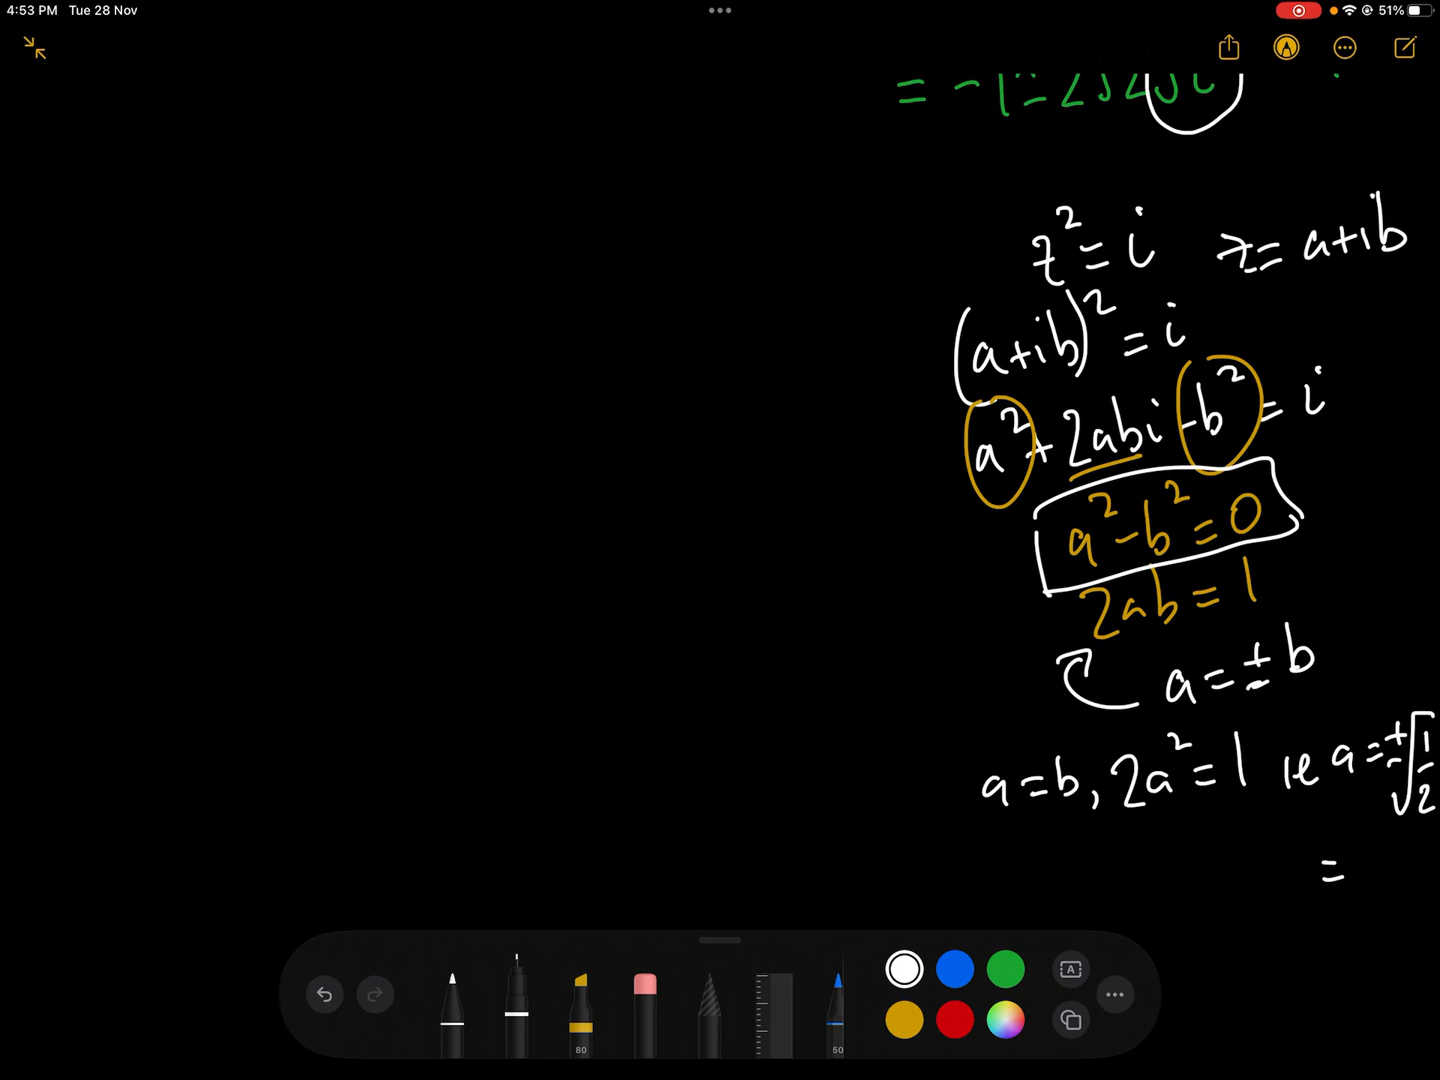 4:53 PM Tue 28 Nov
51%
z² = i z = a+ib
(a+ib)² = i
a² + 2abi - b² = i
a² - b² = 0
2ab = 1
a = ± b
a = b, 2a² = 1 ie a = ±√1/2
=
80
50
A